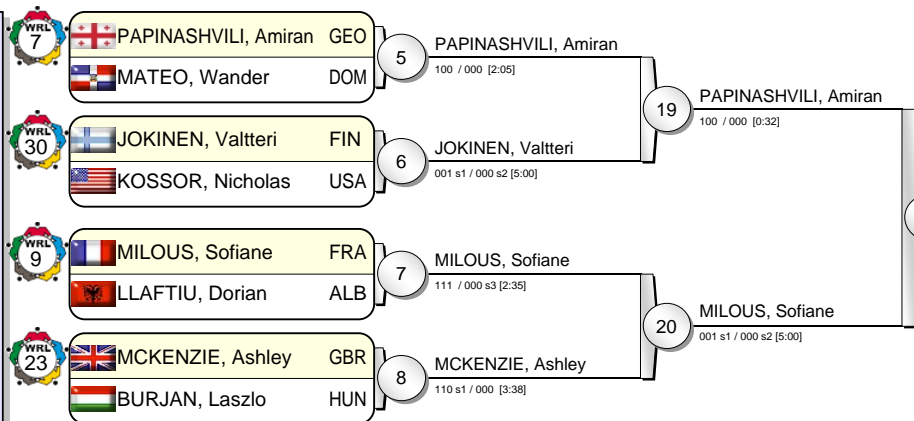 WRL
7
PAPINASHVILI, Amiran GEO
MATEO, Wander DOM
5
PAPINASHVILI, Amiran
100 / 000 [2:05]
WRL
30
JOKINEN, Valtteri FIN
KOSSOR, Nicholas USA
6
JOKINEN, Valtteri
001 s1 / 000 s2 [5:00]
19
PAPINASHVILI, Amiran
100 / 000 [0:32]
WRL
9
MILOUS, Sofiane FRA
LLAFTIU, Dorian ALB
7
MILOUS, Sofiane
111 / 000 s3 [2:35]
WRL
23
MCKENZIE, Ashley GBR
BURJAN, Laszlo HUN
8
MCKENZIE, Ashley
110 s1 / 000 [3:38]
20
MILOUS, Sofiane
001 s1 / 000 s2 [5:00]